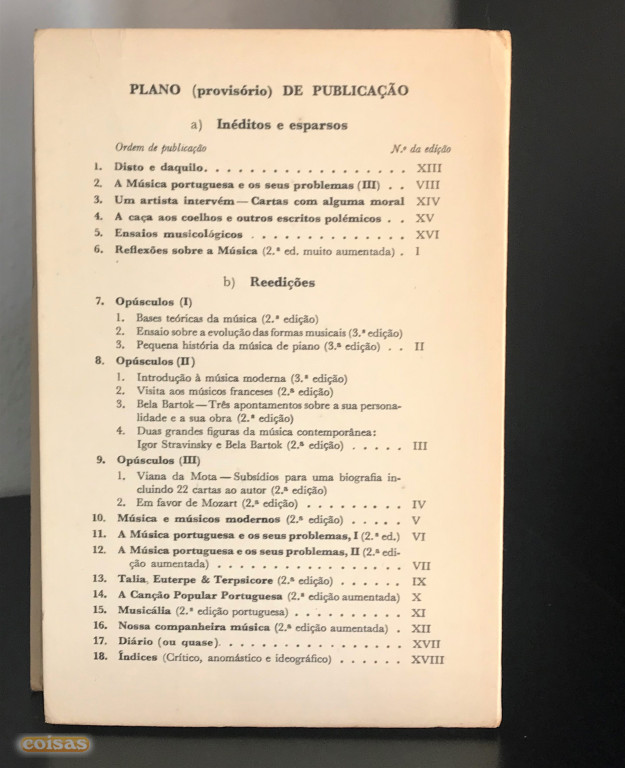 PLANO (provisório) DE PUBLICAÇÃO
a) Inéditos e esparsos
Ordem de publicação N.º da edição
1. Disto e daquilo. . . . . . . . . . . . . . . . . . XIII
2. A Música portuguesa e os seus problemas (III) . . VIII
3. Um artista intervém — Cartas com alguma moral XIV
4. A caça aos coelhos e outros escritos polémicos . . XV
5. Ensaios musicológicos . . . . . . . . . . . . . . XVI
6. Reflexões sobre a Música (2.ª ed. muito aumentada) . I
b) Reedições
7. Opúsculos (I)
1. Bases teóricas da música (2.ª edição)
2. Ensaio sobre a evolução das formas musicais (3.ª edição)
3. Pequena história da música de piano (3.ª edição) . . II
8. Opúsculos (II)
1. Introdução à música moderna (3.ª edição)
2. Visita aos músicos franceses (2.ª edição)
3. Bela Bartok — Três apontamentos sobre a sua persona-
lidade e a sua obra (2.ª edição)
4. Duas grandes figuras da música contemporânea:
Igor Stravinsky e Bela Bartok (2.ª edição) . . . . . III
9. Opúsculos (III)
1. Viana da Mota — Subsídios para uma biografia in-
cluindo 22 cartas ao autor (2.ª edição)
2. Em favor de Mozart (2.ª edição) . . . . . . . . . IV
10. Música e músicos modernos (2.ª edição) . . . . . V
11. A Música portuguesa e os seus problemas, I (2.ª ed.) VI
12. A Música portuguesa e os seus problemas, II (2.ª edi-
ção aumentada) . . . . . . . . . . . . . . . . . VII
13. Talia, Euterpe & Terpsicore (2.ª edição) . . . . . . IX
14. A Canção Popular Portuguesa (2.ª edição aumentada) X
15. Musicália (2.ª edição portuguesa) . . . . . . . . . . XI
16. Nossa companheira música (2.ª edição aumentada) . XII
17. Diário (ou quase). . . . . . . . . . . . . . . . . . XVII
18. Índices (Crítico, anomástico e ideográfico) . . . . . . XVIII
coisas